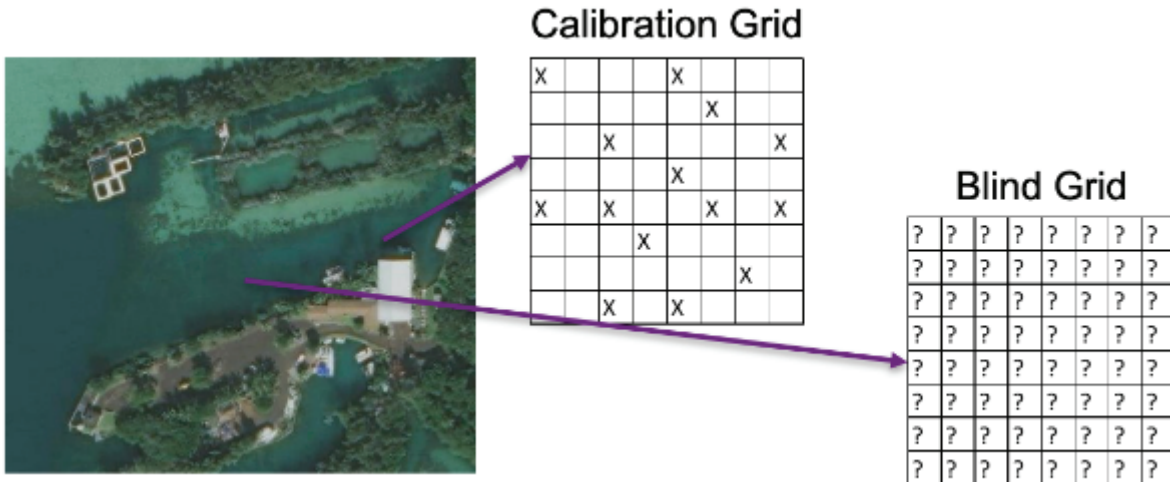 Calibration Grid
X X
X
X X
X
X X X X
X
X
X X
Blind Grid
? ? ? ? ? ? ? ?
? ? ? ? ? ? ? ?
? ? ? ? ? ? ? ?
? ? ? ? ? ? ? ?
? ? ? ? ? ? ? ?
? ? ? ? ? ? ? ?
? ? ? ? ? ? ? ?
? ? ? ? ? ? ? ?